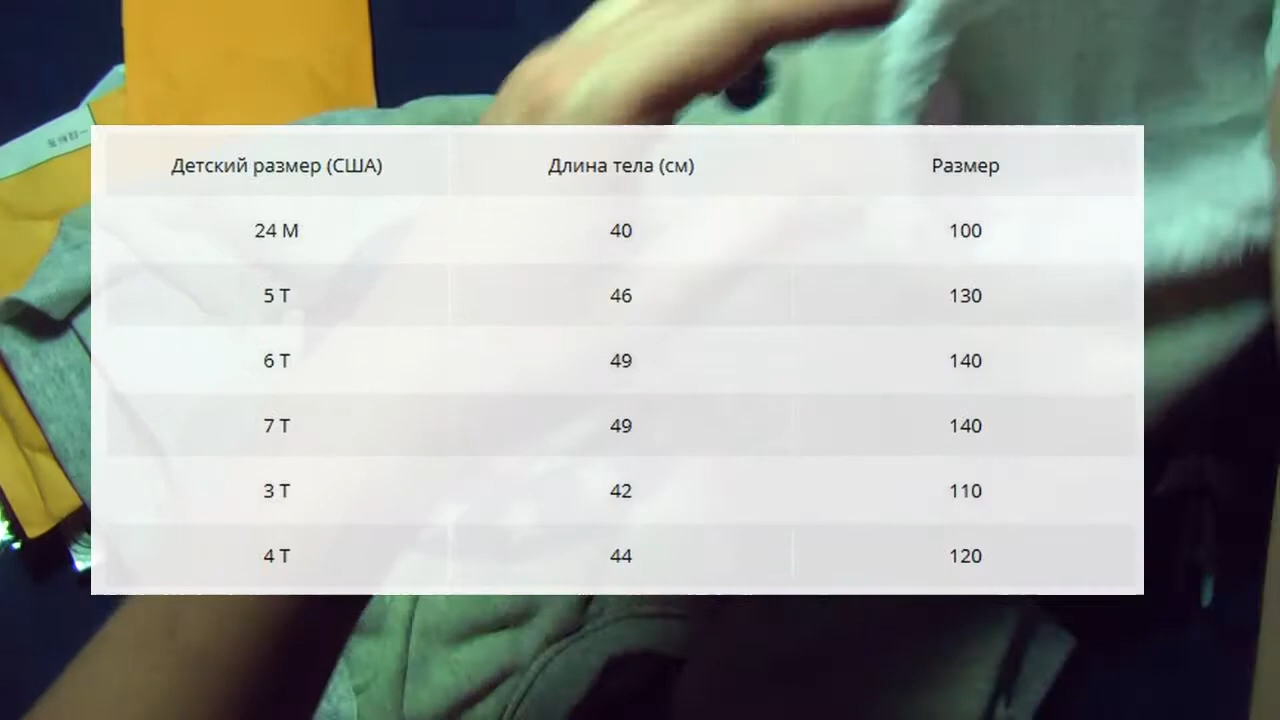 Детский размер (США) Длина тела (см) Размер
24 M 40 100
5 T 46 130
6 T 49 140
7 T 49 140
3 T 42 110
4 T 44 120